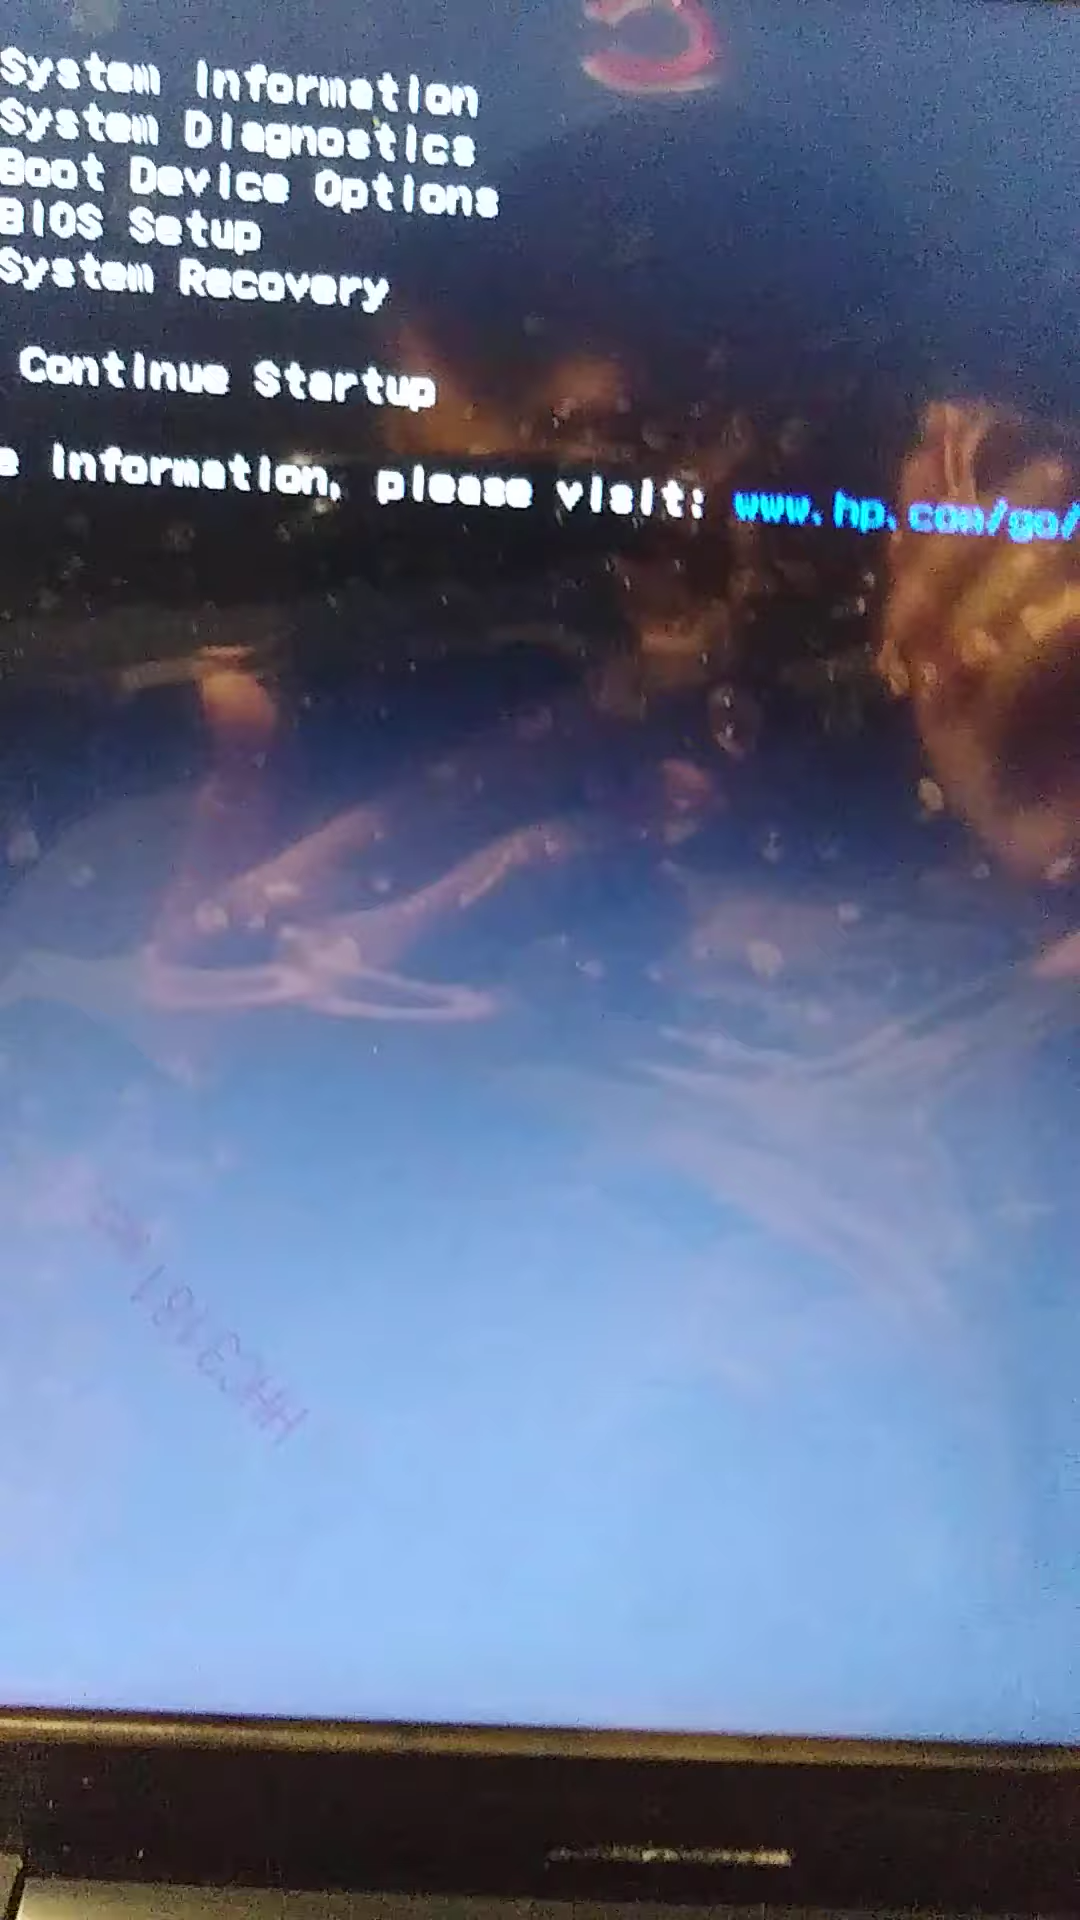 System Information
System Diagnostics
Boot Device Options
BIOS Setup
System Recovery
Continue Startup
e information, please visit: www.hp.com/go/